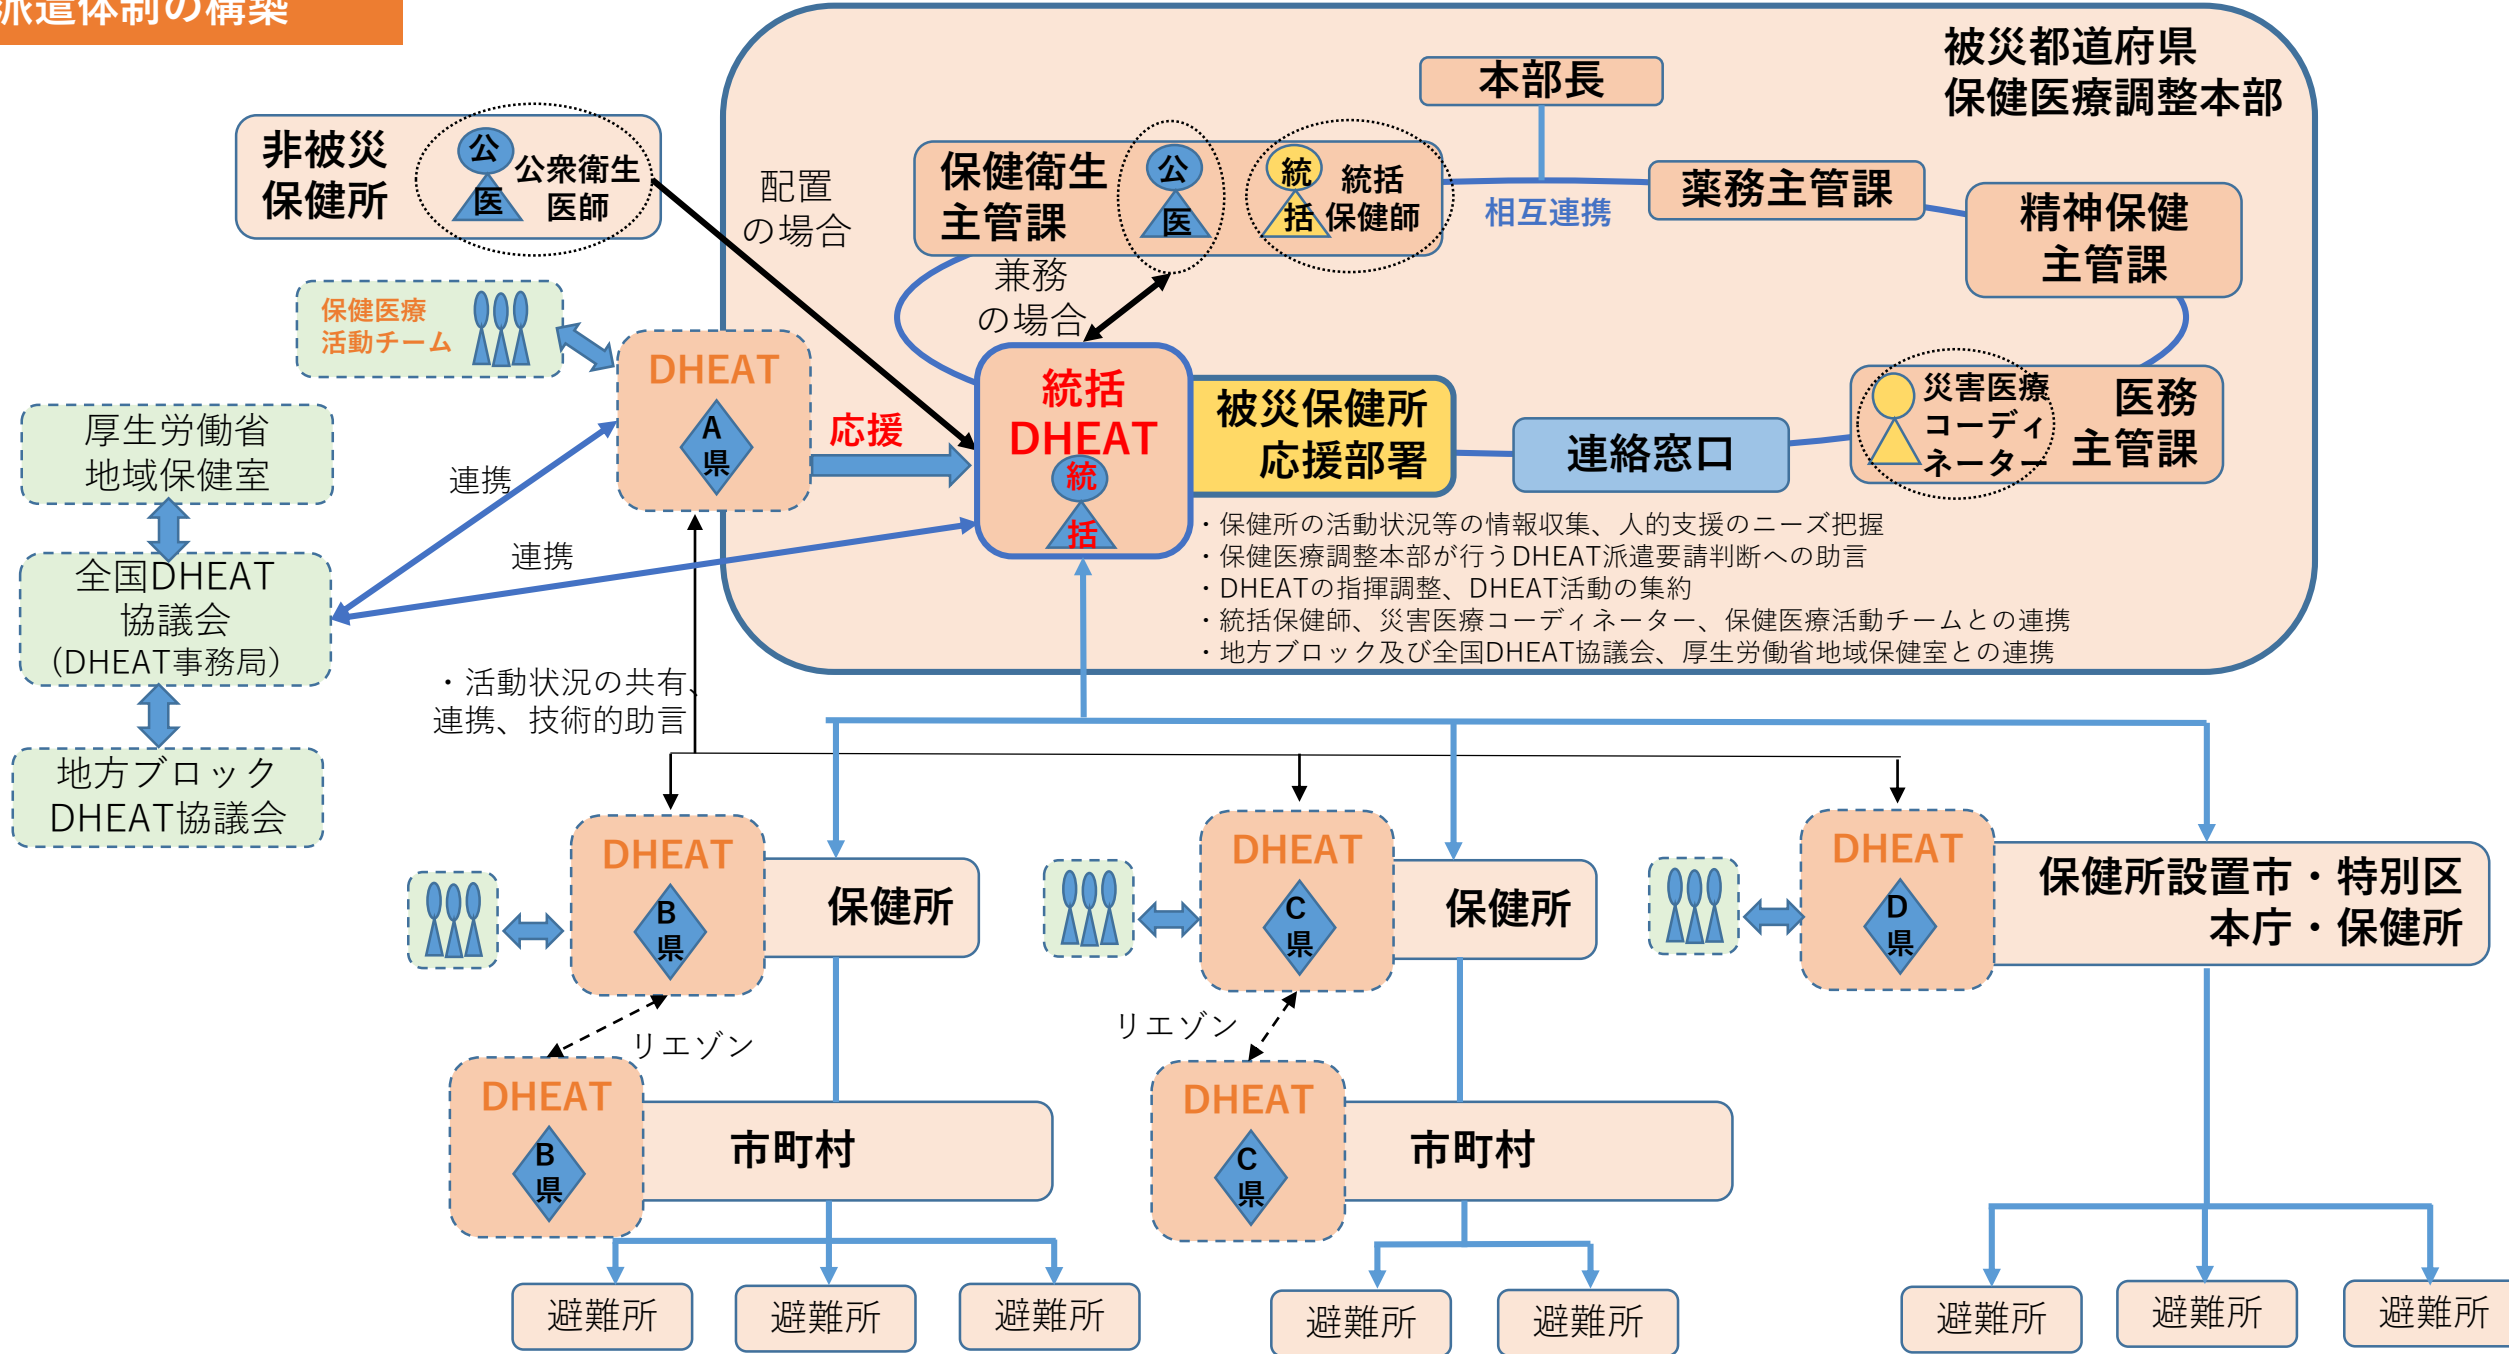 派遣体制の構築
被災都道府県
保健医療調整本部
本部長
非被災
保健所
公
医
公衆衛生
医師
配置
の場合
保健衛生
主管課
公
医
統
括
統括
保健師
相互連携
薬務主管課
精神保健
主管課
兼務
の場合
保健医療
活動チーム
DHEAT
A
県
応援
統括
DHEAT
統
括
被災保健所
応援部署
連絡窓口
災害医療
コーディ
ネーター
医務
主管課
厚生労働省
地域保健室
連携
連携
全国DHEAT
協議会
（DHEAT事務局）
地方ブロック
DHEAT協議会
・保健所の活動状況等の情報収集、人的支援のニーズ把握
・保健医療調整本部が行うDHEAT派遣要請判断への助言
・DHEATの指揮調整、DHEAT活動の集約
・統括保健師、災害医療コーディネーター、保健医療活動チームとの連携
・地方ブロック及び全国DHEAT協議会、厚生労働省地域保健室との連携
・活動状況の共有、
連携、技術的助言
DHEAT
B
県
保健所
DHEAT
C
県
保健所
DHEAT
D
県
保健所設置市・特別区
本庁・保健所
リエゾン
リエゾン
DHEAT
B
県
市町村
DHEAT
C
県
市町村
避難所
避難所
避難所
避難所
避難所
避難所
避難所
避難所